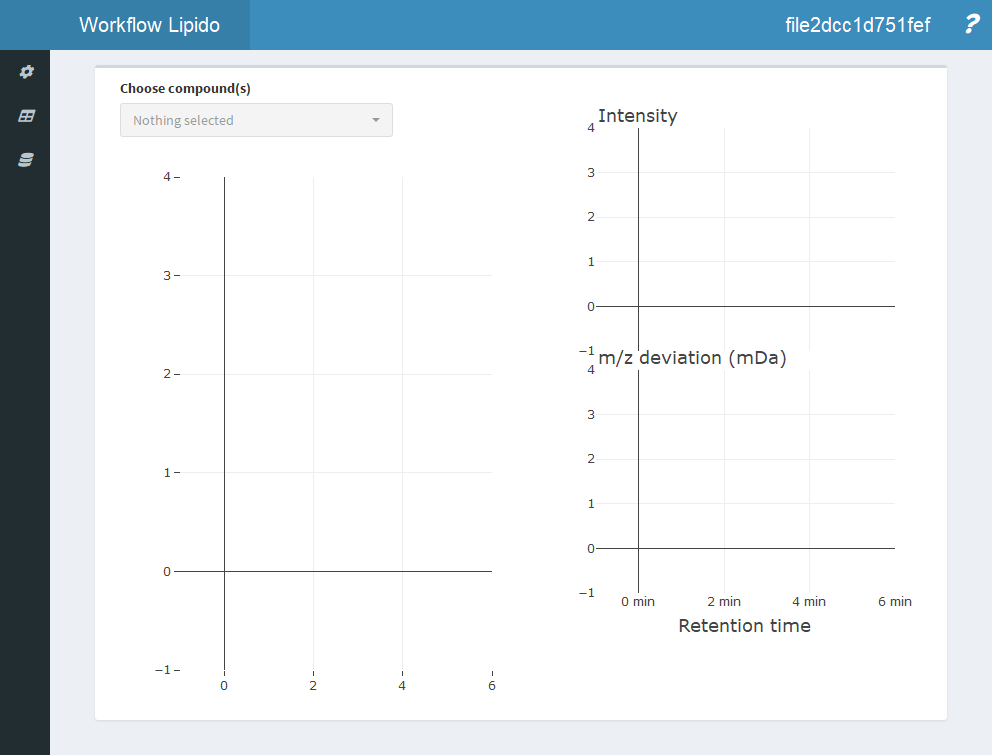 Workflow Lipido
file2dcc1d751fef
?
Choose compound(s)
Nothing selected
4
3
2
1
0
−1
0 2 4 6
Intensity
4
3
2
1
0
−1
m/z deviation (mDa)
4
3
2
1
0
−1
0 min 2 min 4 min 6 min
Retention time